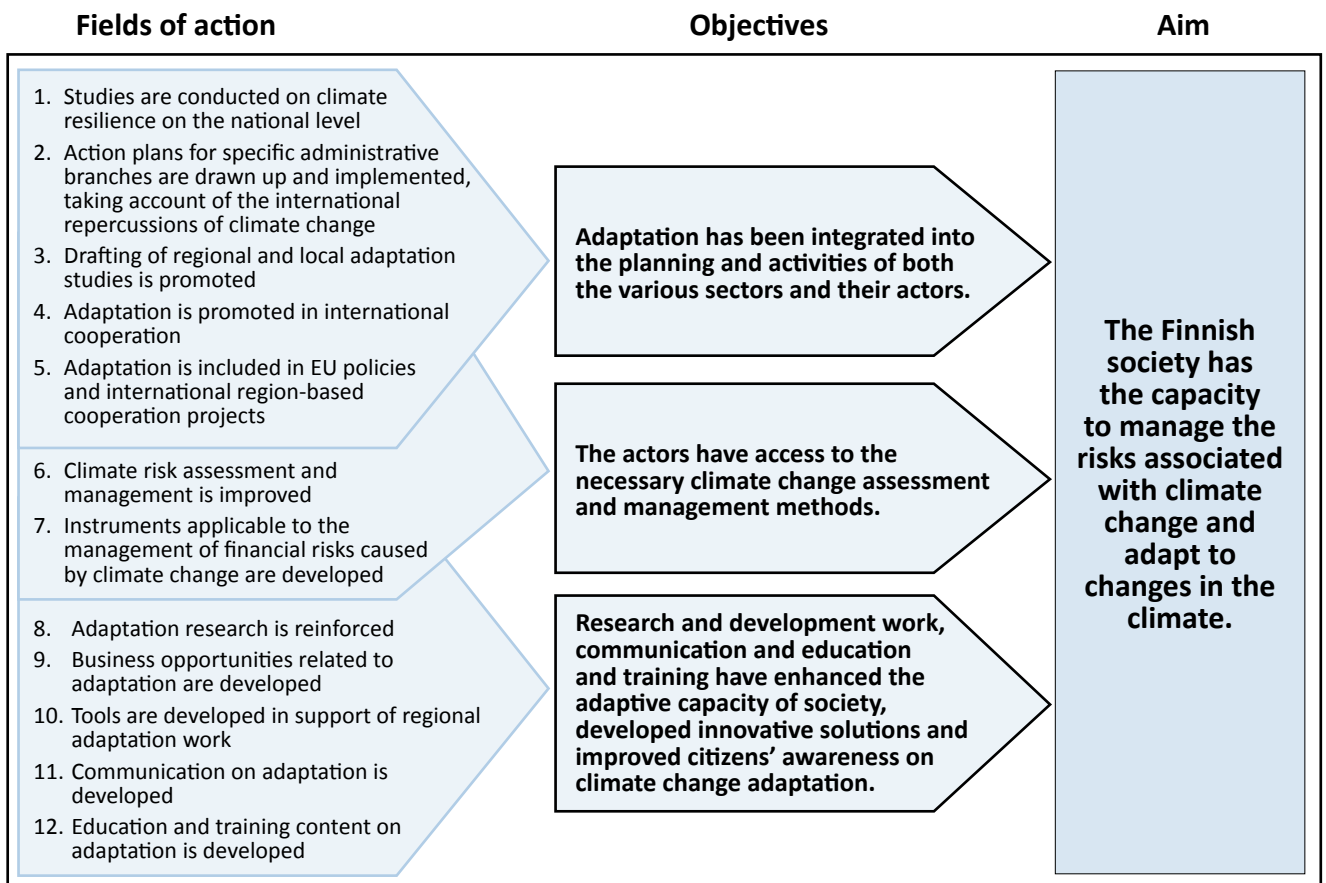 Fields of action
Objectives
Aim
1. Studies are conducted on climate
resilience on the national level
2. Action plans for specific administrative
branches are drawn up and implemented,
taking account of the international
repercussions of climate change
3. Drafting of regional and local adaptation
studies is promoted
4. Adaptation is promoted in international
cooperation
5. Adaptation is included in EU policies
and international region-based
cooperation projects
6. Climate risk assessment and
management is improved
7. Instruments applicable to the
management of financial risks caused
by climate change are developed
8. Adaptation research is reinforced
9. Business opportunities related to
adaptation are developed
10. Tools are developed in support of regional
adaptation work
11. Communication on adaptation is
developed
12. Education and training content on
adaptation is developed
Adaptation has been integrated into
the planning and activities of both
the various sectors and their actors.
The actors have access to the
necessary climate change assessment
and management methods.
Research and development work,
communication and education
and training have enhanced the
adaptive capacity of society,
developed innovative solutions and
improved citizens’ awareness on
climate change adaptation.
The Finnish
society has
the capacity
to manage the
risks associated
with climate
change and
adapt to
changes in the
climate.